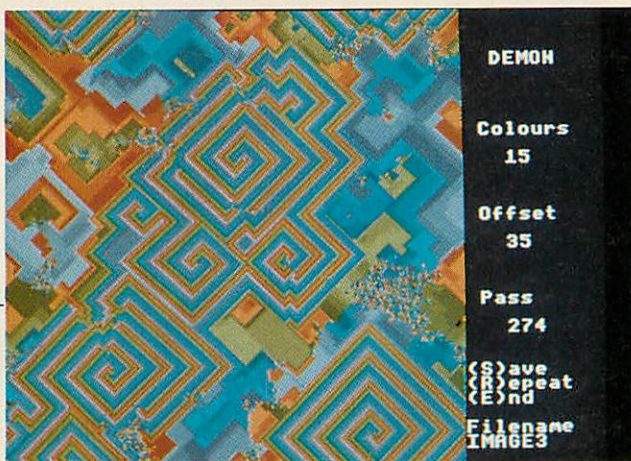 DEMON
Colours
15
Offset
35
Pass
274
(S)ave
(R)epeat
(E)nd
Filename
IMAGE3